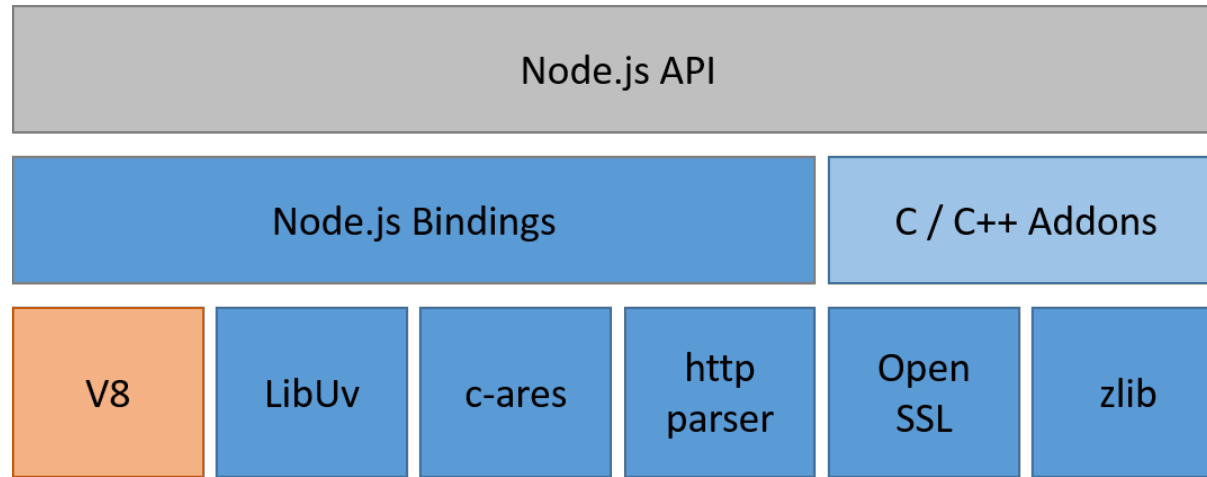 Node.js API
Node.js Bindings
C / C++ Addons
V8
LibUv
c-ares
http
parser
Open
SSL
zlib